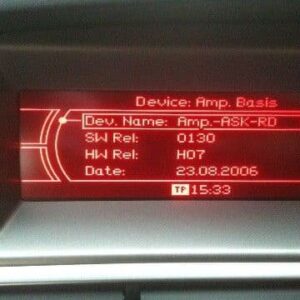 Device: Amp. Basis
Dev. Name: Amp.-ASK-RD
SW Rel: 0130
HW Rel: H07
Date: 23.08.2006
TP 15:33